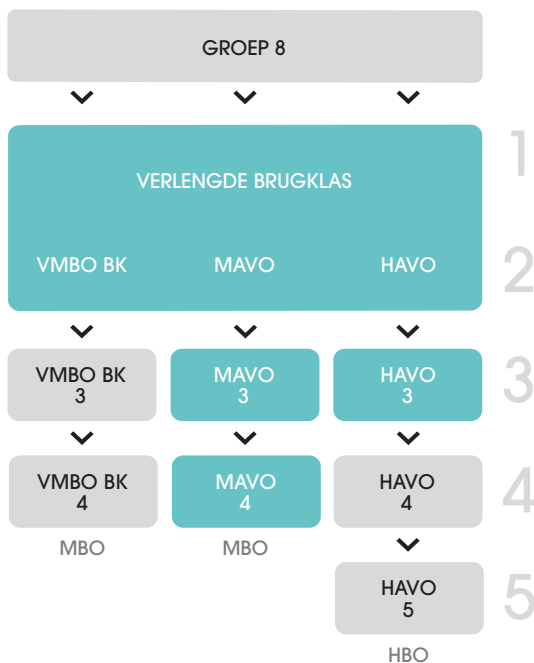 GROEP 8
1
VERLENGDE BRUGKLAS
VMBO BK MAVO HAVO
2
VMBO BK
3
MAVO
3
HAVO
3
3
VMBO BK
4
MAVO
4
HAVO
4
4
MBO
MBO
HAVO
5
5
HBO